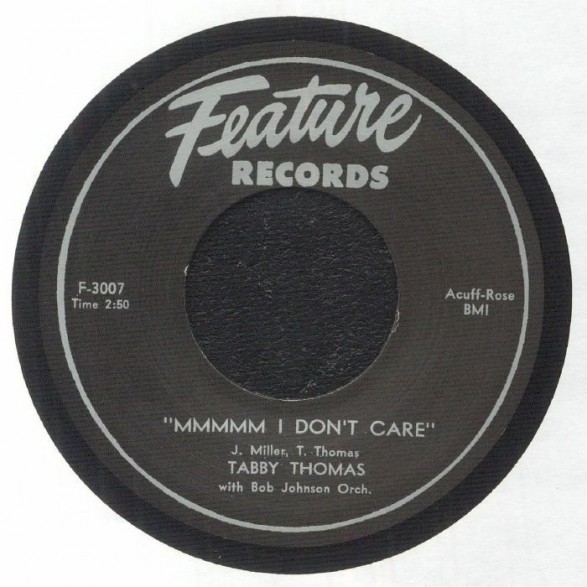 Feature
RECORDS
F-3007
Time 2:50
Acuff-Rose
BMI
"MMMMM I DON'T CARE"
J. Miller, T. Thomas
TABBY THOMAS
with Bob Johnson Orch.